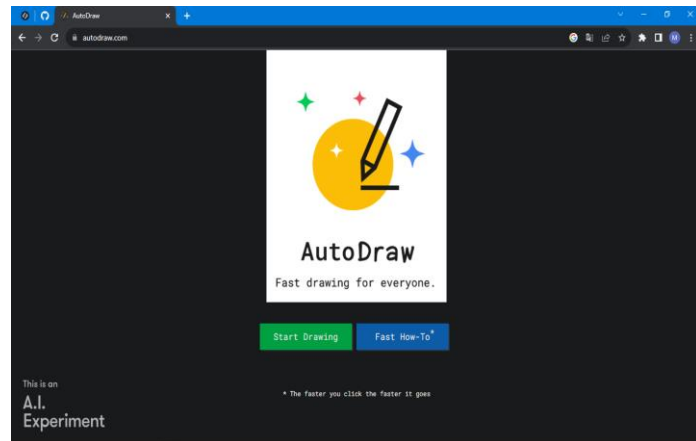 AutoDraw
autodraw.com
M
AutoDraw
Fast drawing for everyone.
Start Drawing
Fast How-To*
* The faster you click the faster it goes
This is an
A.I.
Experiment